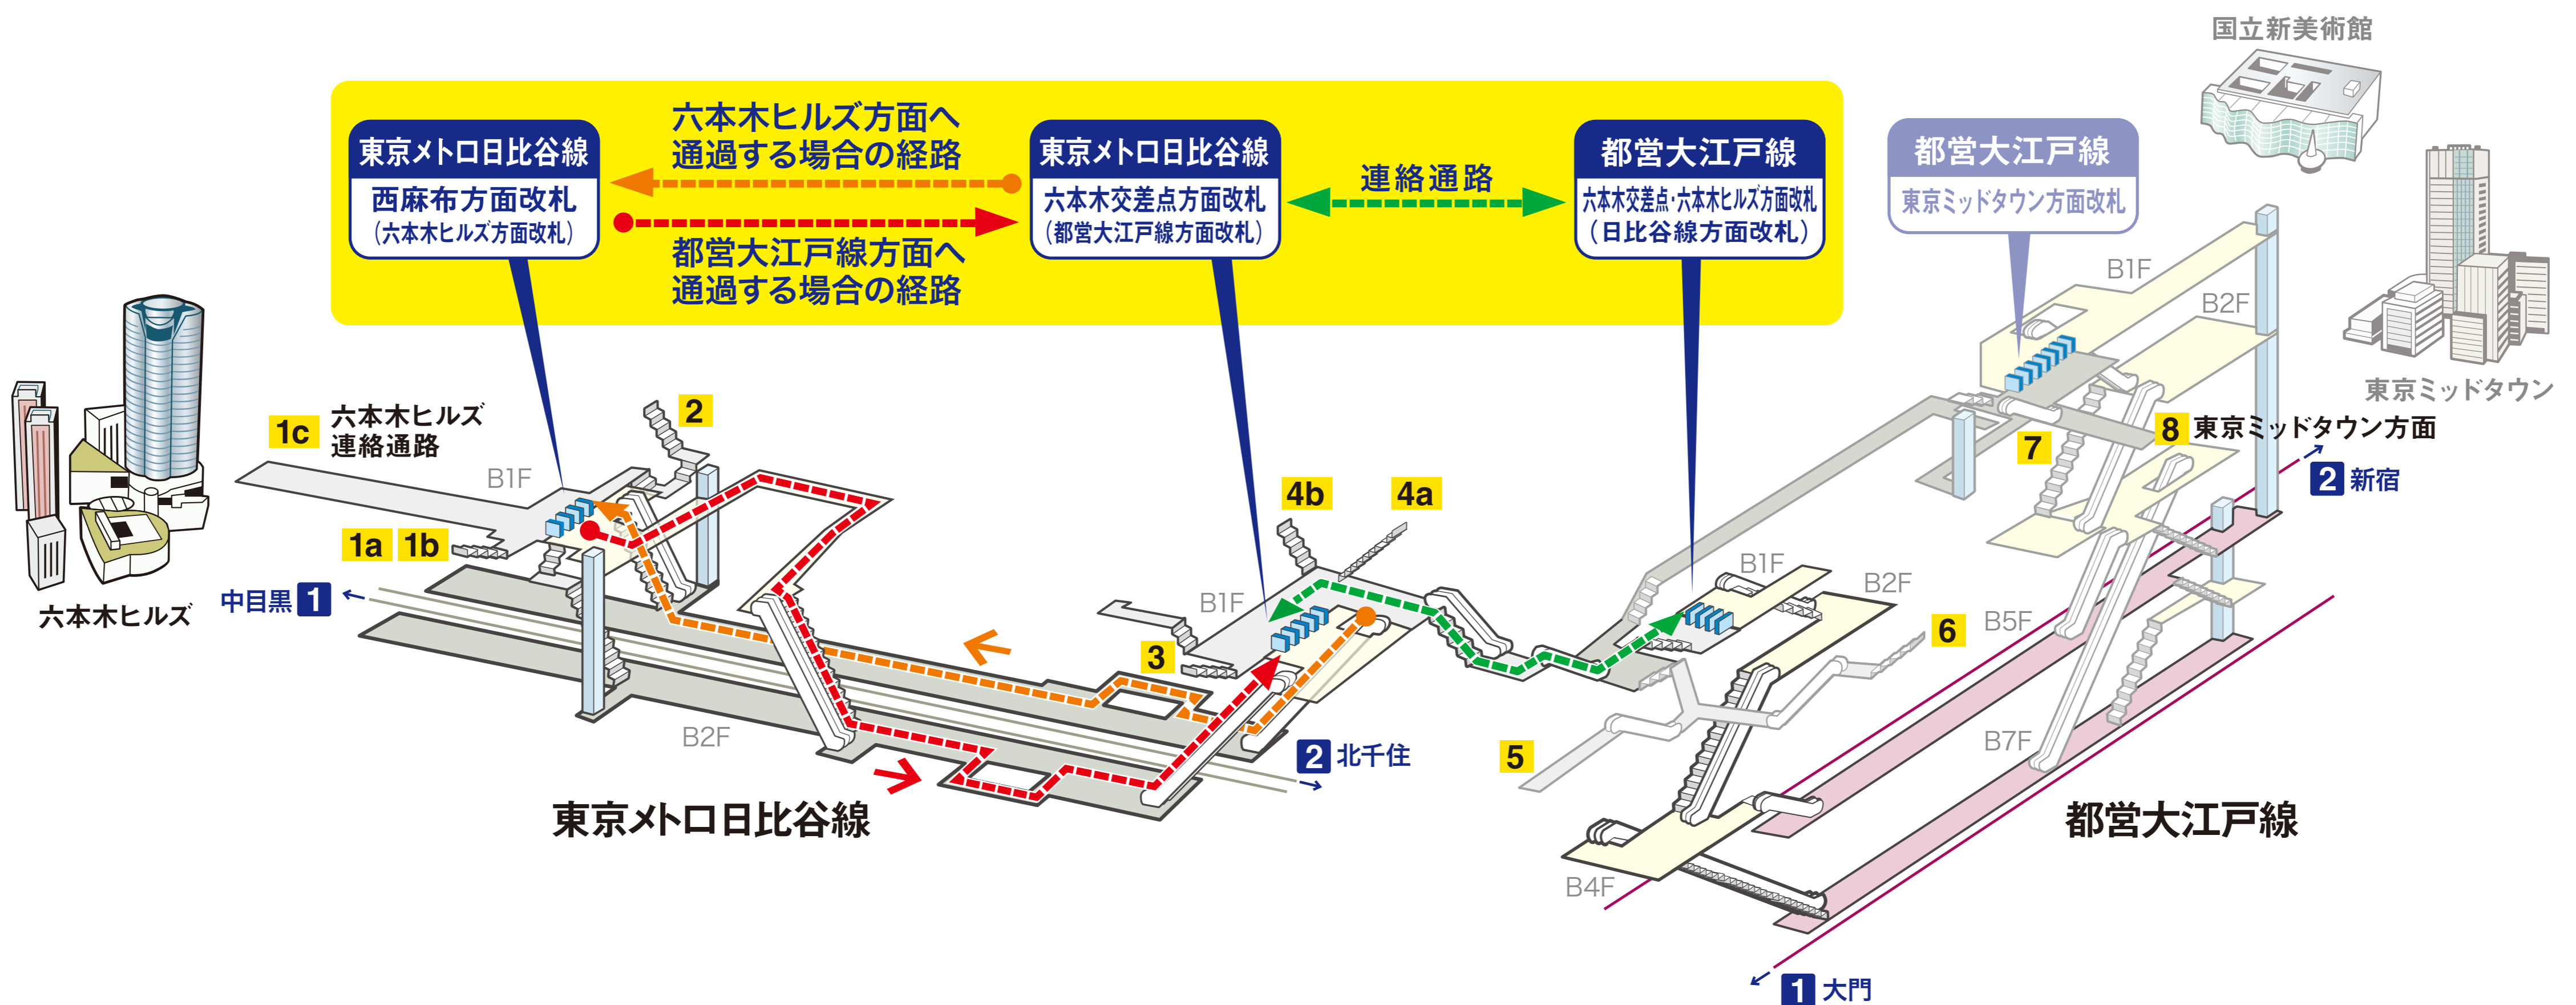 国立新美術館
六本木ヒルズ方面へ
通過する場合の経路
東京メトロ日比谷線
西麻布方面改札
(六本木ヒルズ方面改札)
東京メトロ日比谷線
六本木交差点方面改札
(都営大江戸線方面改札)
連絡通路
都営大江戸線
六本木交差点・六本木ヒルズ方面改札
(日比谷線方面改札)
都営大江戸線
東京ミッドタウン方面改札
都営大江戸線方面へ
通過する場合の経路
B1F
B2F
東京ミッドタウン
1c 六本木ヒルズ
連絡通路
2
B1F
1a 1b
六本木ヒルズ
中目黒 1
4b
4a
B1F
3
B2F
2 北千住
東京メトロ日比谷線
7
8 東京ミッドタウン方面
2 新宿
B1F
B2F
6
B5F
5
B7F
B4F
都営大江戸線
1 大門